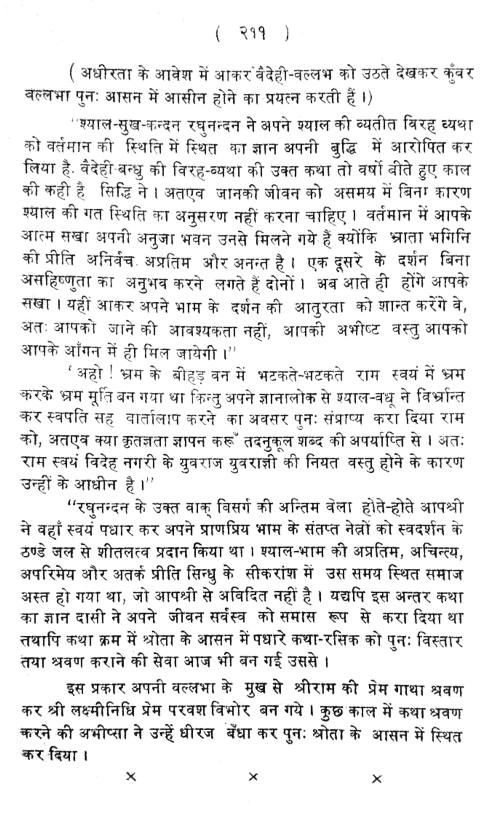 ( २११ )
( अधीरता के आवेश में आकर वैदेही-वल्लभ को उठते देखकर कुँवर
बल्लभा पुनः आसन में आसीन होने का प्रयत्न करती हैं ।)
"श्याल-सुख-कन्दन रघुनन्दन ने अपने श्याल की व्यतीत विरह व्यथा
को वर्तमान की स्थिति में स्थित का ज्ञान अपनी बुद्धि में आरोपित कर
लिया है. वैदेही-बन्धु की विरह-व्यथा की उक्त कथा तो वर्षो बीते हुए काल
की कही है सिद्धि ने । अतएव जानकी जीवन को असमय में बिना कारण
श्याल की गत स्थिति का अनुसरण नहीं करना चाहिए । वर्तमान में आपके
आत्म सखा अपनी अनुजा भवन उनसे मिलने गये हैं क्योंकि भ्राता भगिनि
की प्रीति अनिर्वच अप्रतिम और अनन्त है । एक दूसरे के दर्शन बिना
असहिष्णुता का अनुभव करने लगते हैं दोनों । अब आते ही होंगे आपके
सखा । यहीं आकर अपने भाम के दर्शन की आतुरता को शान्त करेंगे वे,
अतः आपको जाने की आवश्यकता नहीं, आपकी अभीष्ट वस्तु आपको
आपके आँगन में ही मिल जायेगी ।"
'अहो ! भ्रम के बीहड़ वन में भटकते-भटकते राम स्वयं में भ्रम
करके भ्रम मूर्ति बन गया था किन्तु अपने ज्ञानालोक से श्याल-वधू ने विर्भ्रान्त
कर स्वपति सह वार्तालाप करने का अवसर पुनः संप्राप्य करा दिया राम
को, अतएव क्या कृतज्ञता ज्ञापन करूँ तदनुकूल शब्द की अपर्याप्ति से । अतः
राम स्वयं विदेह नगरी के युवराज युवराज्ञी की नियत वस्तु होने के कारण
उन्हीं के आधीन है ।"
"रघुनन्दन के उक्त वाक् विसर्ग की अन्तिम वेला होते-होते आपश्री
ने वहाँ स्वयं पधार कर अपने प्राणप्रिय भाम के संतप्त नेत्रों को स्वदर्शन के
ठण्डे जल से शीतलत्व प्रदान किया था । श्याल-भाम की अप्रतिम, अचिन्त्य,
अपरिमेय और अतर्क प्रीति सिन्धु के सीकरांश में उस समय स्थित समाज
अस्त हो गया था, जो आपश्री से अविदित नहीं है । यद्यपि इस अन्तर कथा
का ज्ञान दासी ने अपने जीवन सर्वस्व को समास रूप से करा दिया था
तथापि कथा क्रम में श्रोता के आसन में पधारे कथा-रसिक को पुनः विस्तार
तया श्रवण कराने की सेवा आज भी बन गई उससे ।
इस प्रकार अपनी वल्लभा के मुख से श्रीराम की प्रेम गाथा श्रवण
कर श्री लक्ष्मीनिधि प्रेम परवश विभोर बन गये । कुछ काल में कथा श्रवण
करने की अभीप्सा ने उन्हें धीरज बँधा कर पुनः श्रोता के आसन में स्थित
कर दिया ।
× × ×